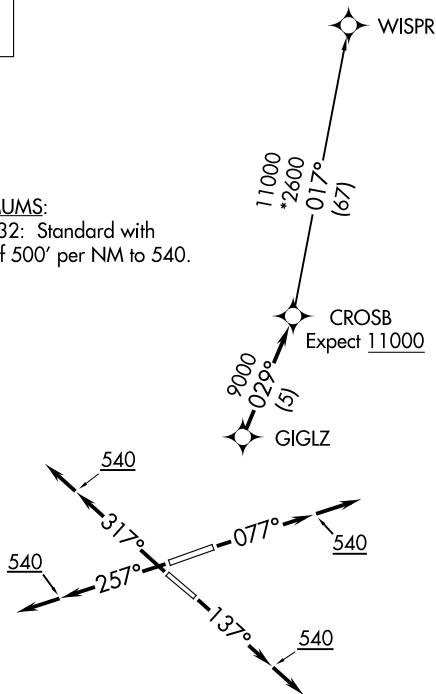 WISPR
11000
*2600
017°
(67)
UMS:
32: Standard with
f 500' per NM to 540.
CROSB
Expect 11000
9000
029°
(5)
GIGLZ
540
317°
077°
540
540
257°
137°
540